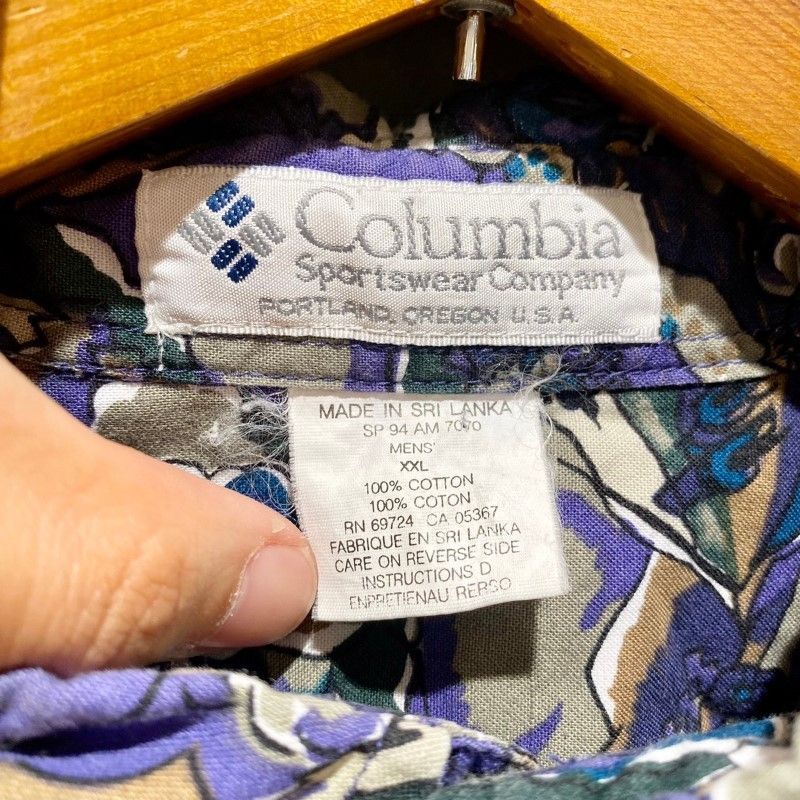 Columbia
Sportswear Company
PORTLAND, OREGON U.S.A.
MADE IN SRI LANKA
SP 94 AM 7070
MENS'
XXL
100% COTTON
100% COTON
RN 69724 CA 05367
FABRIQUE EN SRI LANKA
CARE ON REVERSE SIDE
INSTRUCTIONS D
ENPRETIENAU RERSO